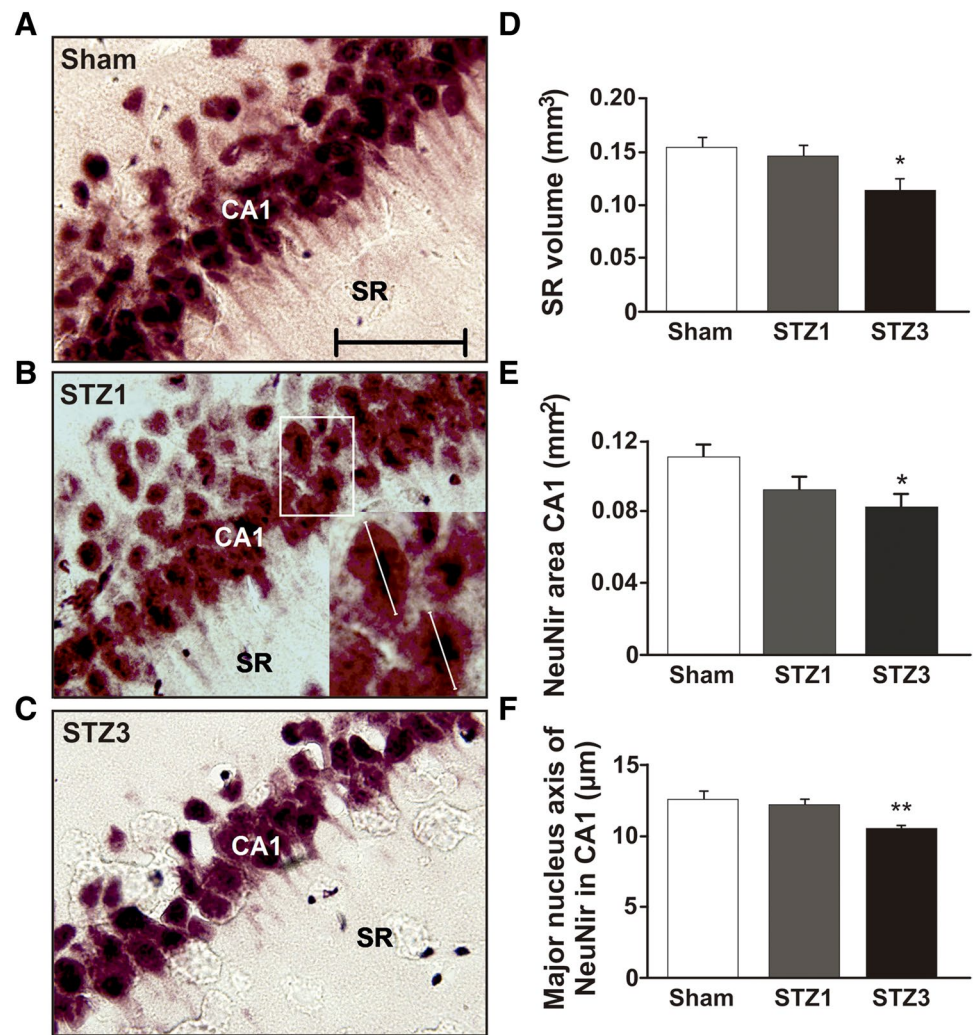 A
Sham
CA1
SR
B
STZ1
CA1
SR
C
STZ3
CA1
SR
D
SR volume (mm³)
0.20
0.15
0.10
0.05
0
*
Sham STZ1 STZ3
E
NeuNir area CA1 (mm²)
0.12
0.08
0.04
0
*
Sham STZ1 STZ3
F
Major nucleus axis of
NeuNir in CA1 (µm)
15
10
5
0
**
Sham STZ1 STZ3